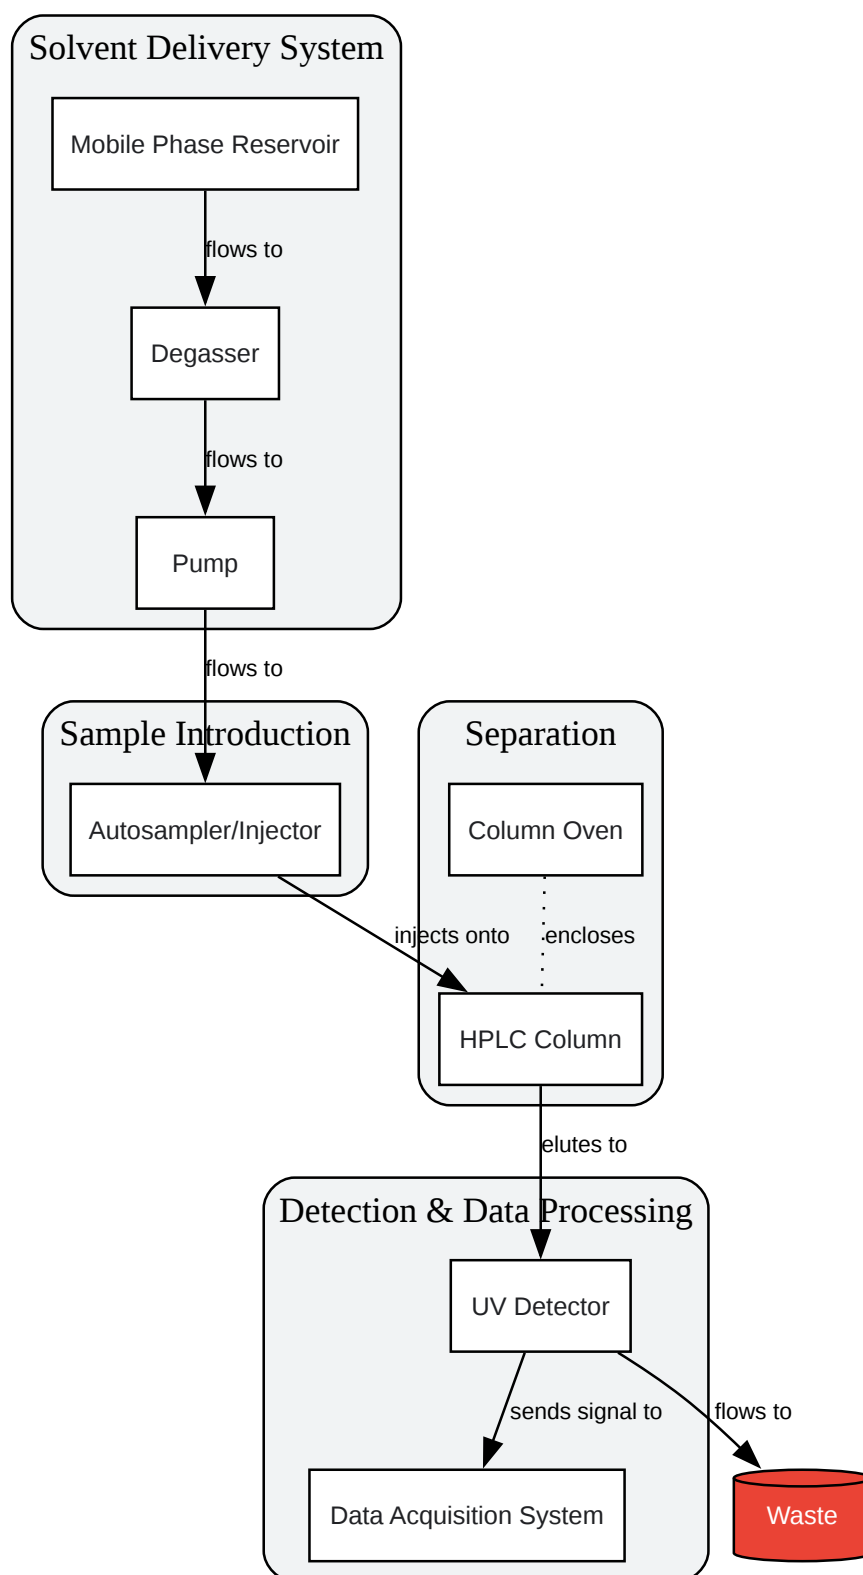 Solvent Delivery System
Mobile Phase Reservoir
flows to
Degasser
flows to
Pump
flows to
Sample Introduction
Autosampler/Injector
Separation
Column Oven
injects onto
encloses
HPLC Column
elutes to
Detection & Data Processing
UV Detector
sends signal to
flows to
Data Acquisition System
Waste